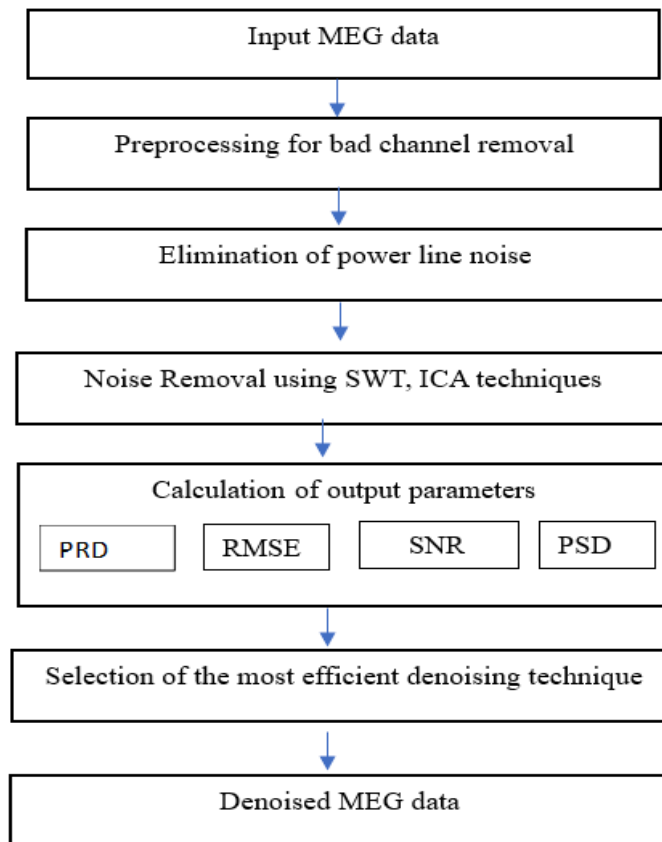 Input MEG data
Preprocessing for bad channel removal
Elimination of power line noise
Noise Removal using SWT, ICA techniques
Calculation of output parameters
PRD RMSE SNR PSD
Selection of the most efficient denoising technique
Denoised MEG data